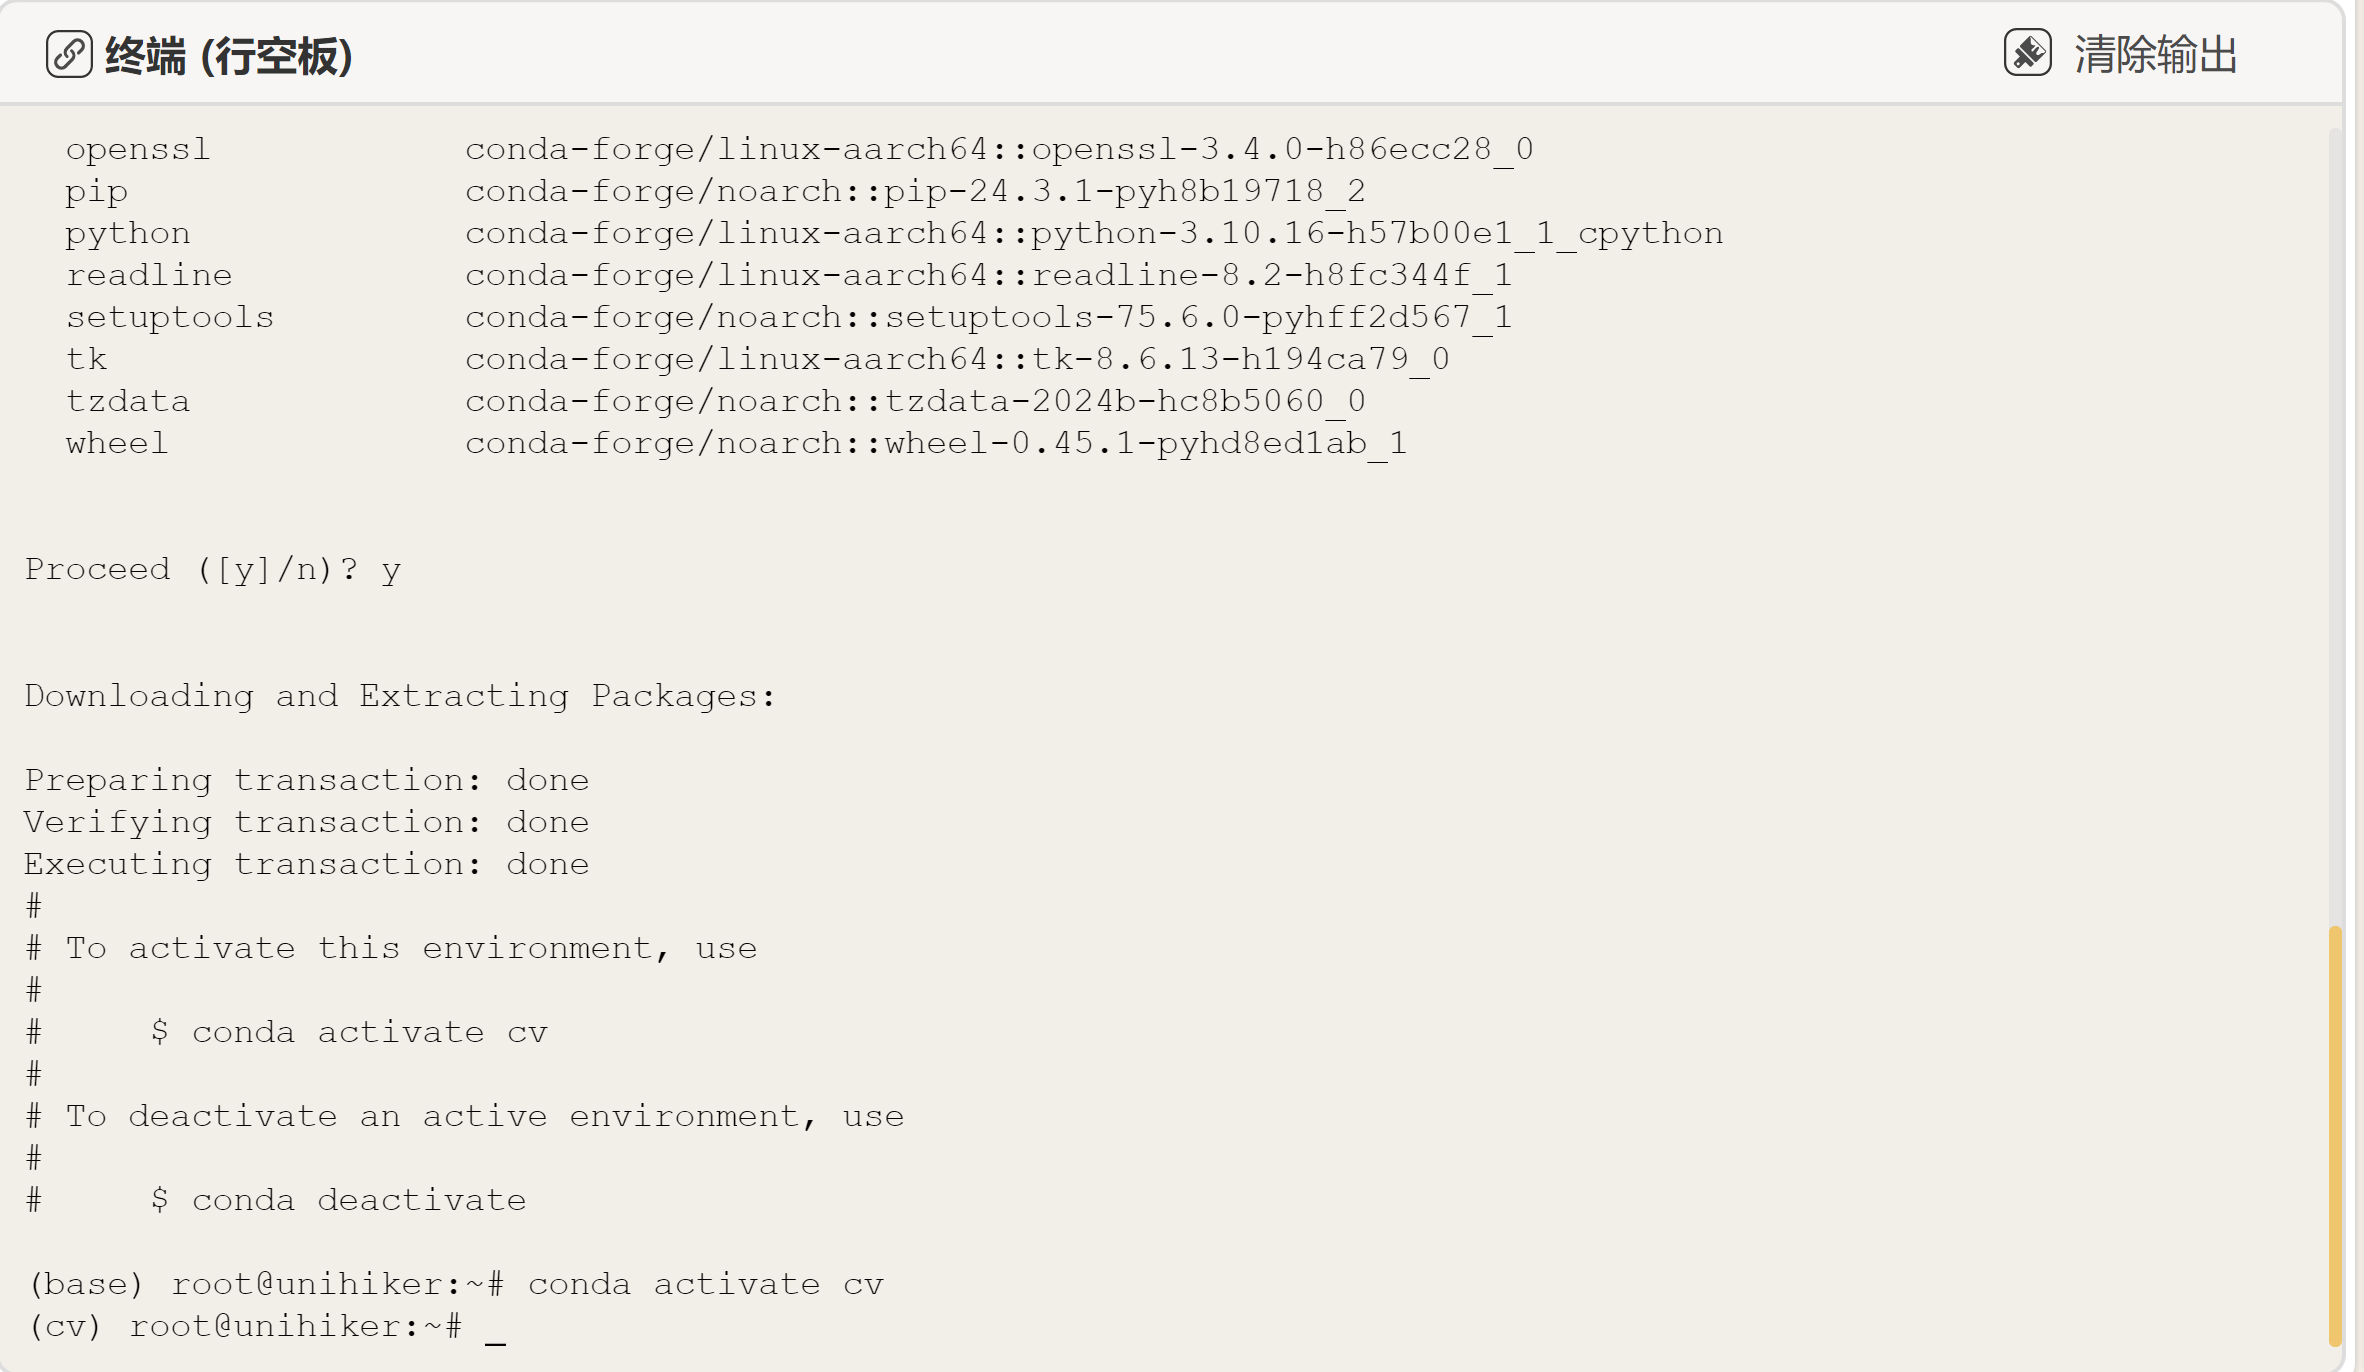 终端 (行空板)
清除输出
openssl conda-forge/linux-aarch64::openssl-3.4.0-h86ecc28_0
pip conda-forge/noarch::pip-24.3.1-pyh8b19718_2
python conda-forge/linux-aarch64::python-3.10.16-h57b00e1_1_cpython
readline conda-forge/linux-aarch64::readline-8.2-h8fc344f_1
setuptools conda-forge/noarch::setuptools-75.6.0-pyhff2d567_1
tk conda-forge/linux-aarch64::tk-8.6.13-h194ca79_0
tzdata conda-forge/noarch::tzdata-2024b-hc8b5060_0
wheel conda-forge/noarch::wheel-0.45.1-pyhd8ed1ab_1
Proceed ([y]/n)? y
Downloading and Extracting Packages:
Preparing transaction: done
Verifying transaction: done
Executing transaction: done
#
# To activate this environment, use
#
#     $ conda activate cv
#
# To deactivate an active environment, use
#
#     $ conda deactivate
(base) root@unihiker:~# conda activate cv
(cv) root@unihiker:~# _